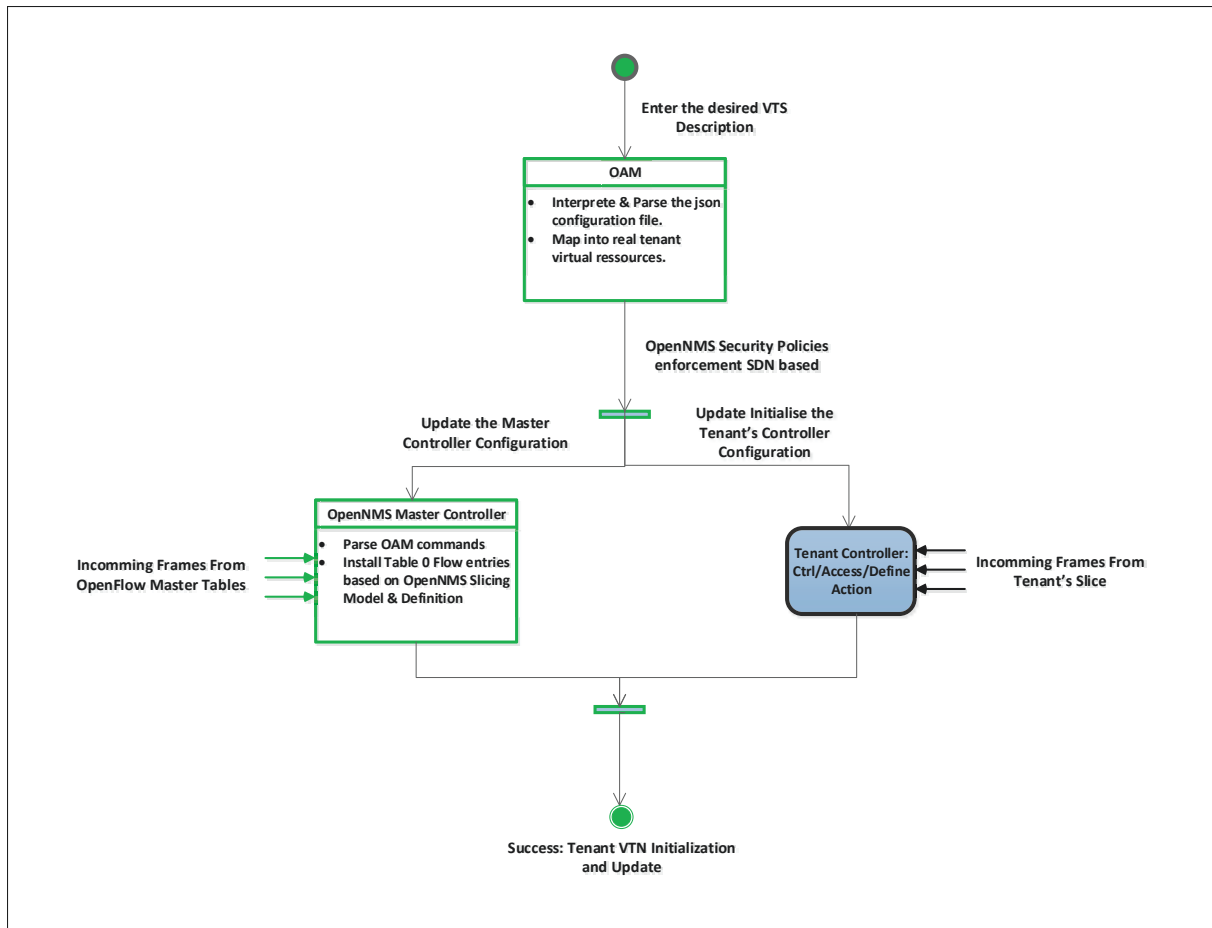 Enter the desired VTS
Description
OAM
• Interprete & Parse the json
configuration file.
• Map into real tenant
virtual ressources.
OpenNMS Security Policies
enforcement SDN based
Update the Master
Controller Configuration
Update Initialise the
Tenant's Controller
Configuration
OpenNMS Master Controller
• Parse OAM commands
• Install Table 0 Flow entries
based on OpenNMS Slicing
Model & Definition
Incomming Frames From
OpenFlow Master Tables
Tenant Controller:
Ctrl/Access/Define
Action
Incomming Frames From
Tenant's Slice
Success: Tenant VTN Initialization
and Update